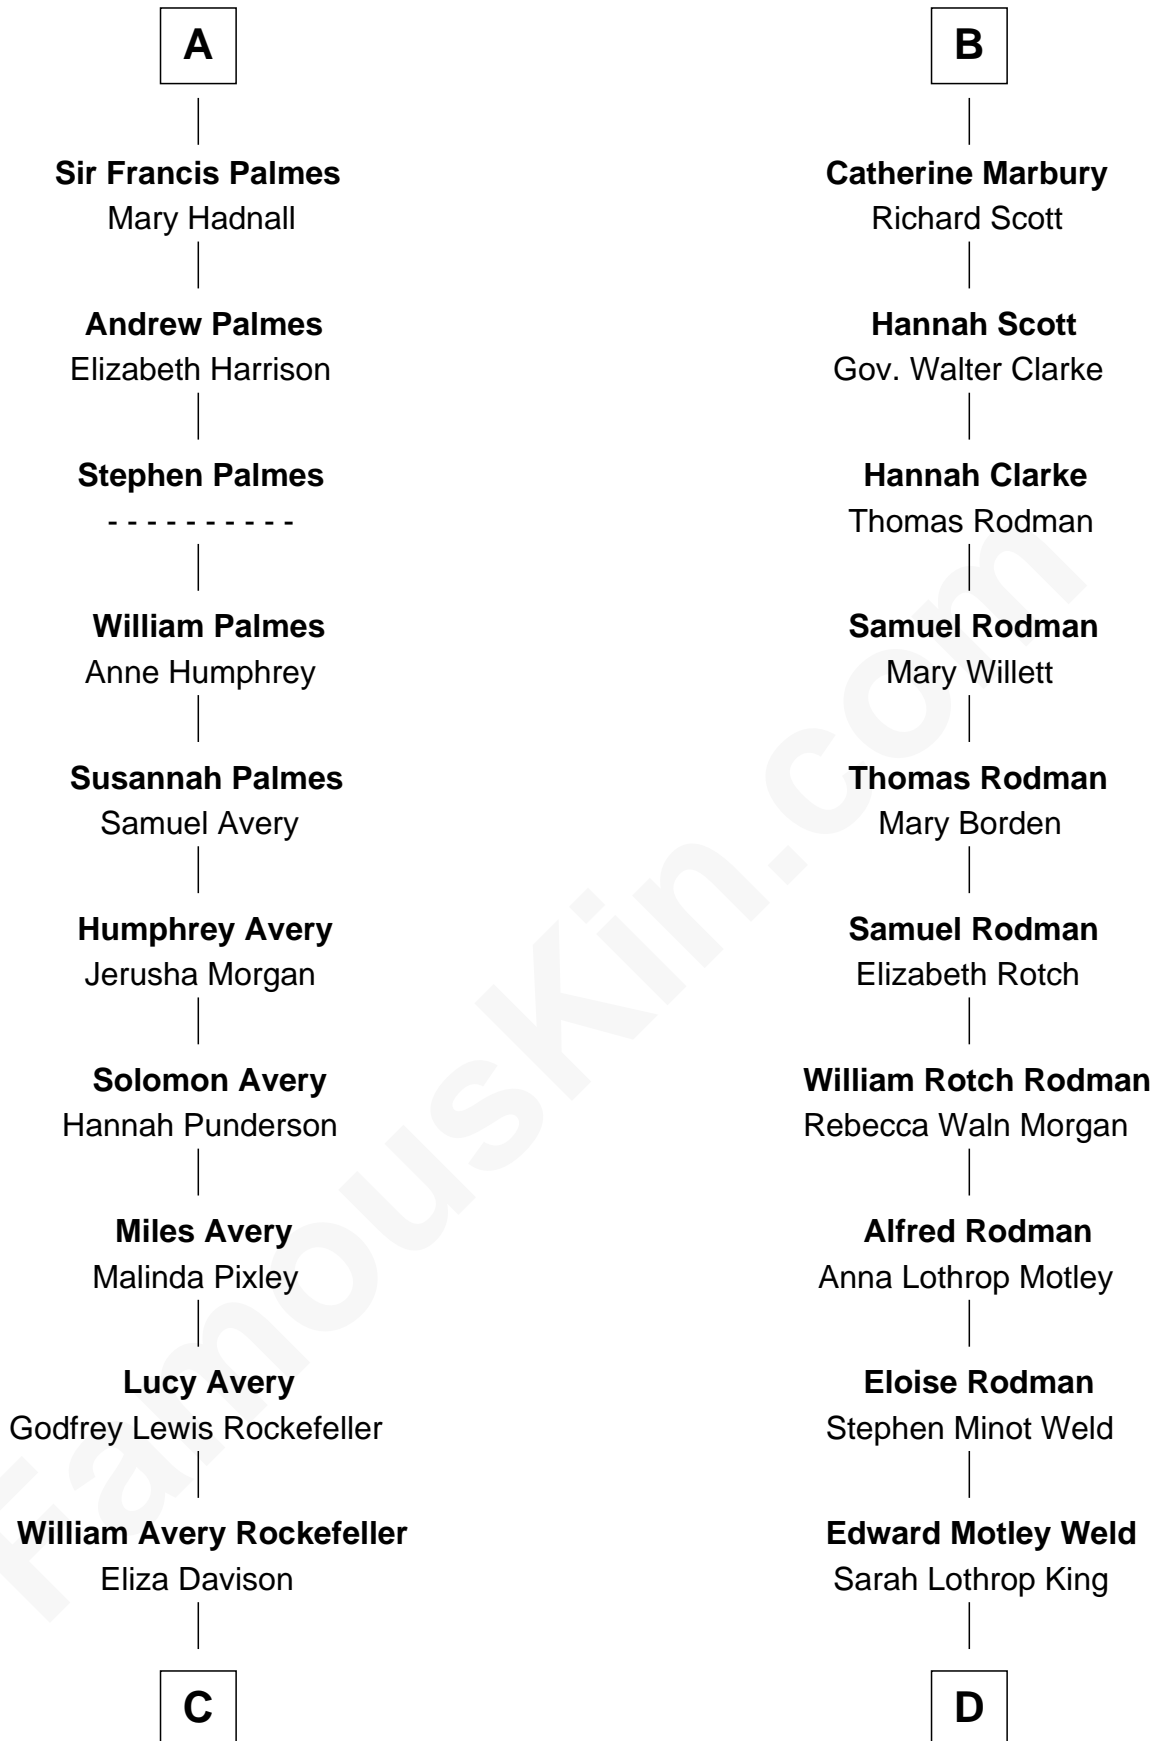 A
Sir Francis Palmes
Mary Hadnall
Andrew Palmes
Elizabeth Harrison
Stephen Palmes
- - - - - - - - - -
William Palmes
Anne Humphrey
Susannah Palmes
Samuel Avery
Humphrey Avery
Jerusha Morgan
Solomon Avery
Hannah Punderson
Miles Avery
Malinda Pixley
Lucy Avery
Godfrey Lewis Rockefeller
William Avery Rockefeller
Eliza Davison
C
B
Catherine Marbury
Richard Scott
Hannah Scott
Gov. Walter Clarke
Hannah Clarke
Thomas Rodman
Samuel Rodman
Mary Willett
Thomas Rodman
Mary Borden
Samuel Rodman
Elizabeth Rotch
William Rotch Rodman
Rebecca Waln Morgan
Alfred Rodman
Anna Lothrop Motley
Eloise Rodman
Stephen Minot Weld
Edward Motley Weld
Sarah Lothrop King
D
FamousKin.com